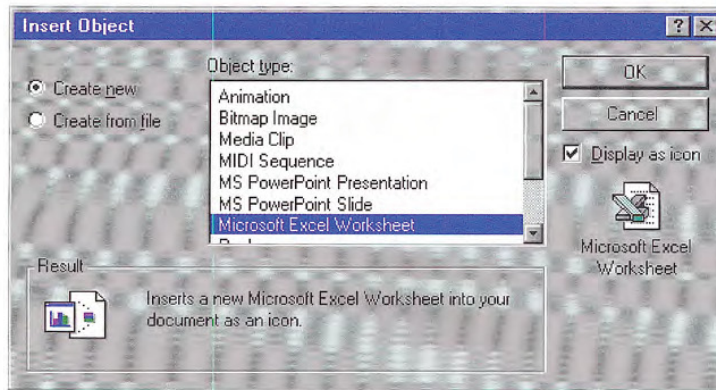 Insert Object
Create new
Create from file
Object type:
Animation
Bitmap Image
Media Clip
MIDI Sequence
MS PowerPoint Presentation
MS PowerPoint Slide
Microsoft Excel Worksheet
OK
Cancel
Display as icon
Microsoft Excel
Worksheet
Result
Inserts a new Microsoft Excel Worksheet into your
document as an icon.